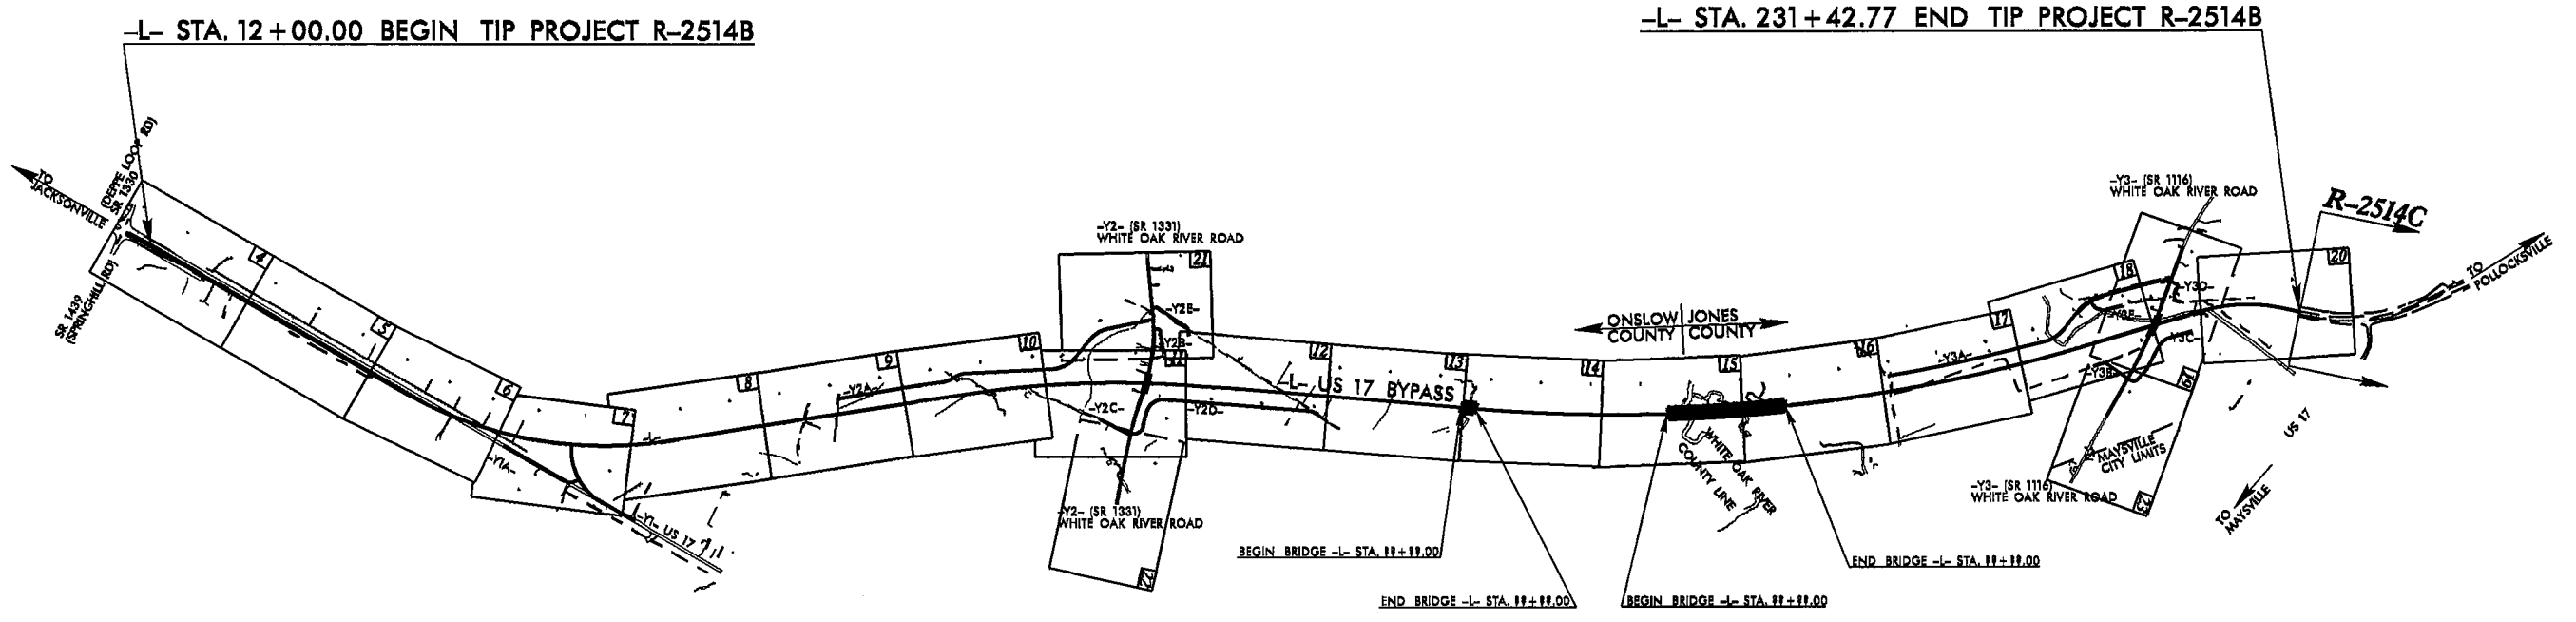 -L- STA. 12+00.00 BEGIN TIP PROJECT R-2514B
-L- STA. 231+42.77 END TIP PROJECT R-2514B
TO
JACKSONVILLE
(DEPPE LOOP RD)
SR 1330
SR 1439
(SPRINGHILL RD)
4
5
6
7
-Y1A-
-Y1- US 17
8
9
10
-Y2A-
-Y2- (SR 1331)
WHITE OAK RIVER ROAD
21
-Y2E-
-Y2B-
11
-Y2C-
-Y2D-
-Y2- (SR 1331)
WHITE OAK RIVER ROAD
22
-L- US 17 BYPASS
12
13
14
15
16
17
18
ONSLOW JONES
COUNTY COUNTY
WHITE OAK RIVER
COUNTY LINE
BEGIN BRIDGE -L- STA.
END BRIDGE -L- STA.
BEGIN BRIDGE -L- STA.
END BRIDGE -L- STA.
-Y3A-
-Y3- (SR 1116)
WHITE OAK RIVER ROAD
-Y3D-
-Y3E-
-Y3C-
-Y3B-
19
20
R-2514C
TO
POLLOCKSVILLE
MAYSVILLE
CITY LIMITS
-Y3- (SR 1116)
WHITE OAK RIVER ROAD
23
US 17
TO
MAYSVILLE